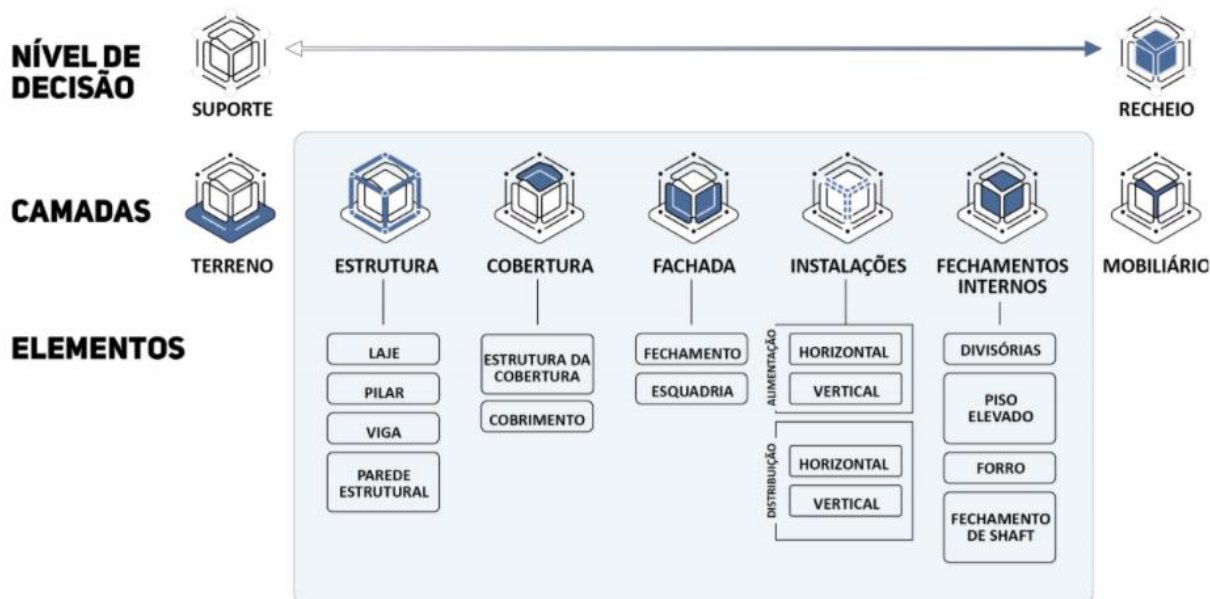 NÍVEL DE
DECISÃO
SUPORTE
RECHEIO
CAMADAS
TERRENO
ESTRUTURA
COBERTURA
FACHADA
INSTALAÇÕES
FECHAMENTOS
INTERNOS
MOBILIÁRIO
ELEMENTOS
LAJE
PILAR
VIGA
PAREDE
ESTRUTURAL
ESTRUTURA DA
COBERTURA
COBRIMENTO
FECHAMENTO
ESQUADRIA
ALIMENTAÇÃO
HORIZONTAL
VERTICAL
DISTRIBUIÇÃO
HORIZONTAL
VERTICAL
DIVISÓRIAS
PISO
ELEVADO
FORRO
FECHAMENTO
DE SHAFT